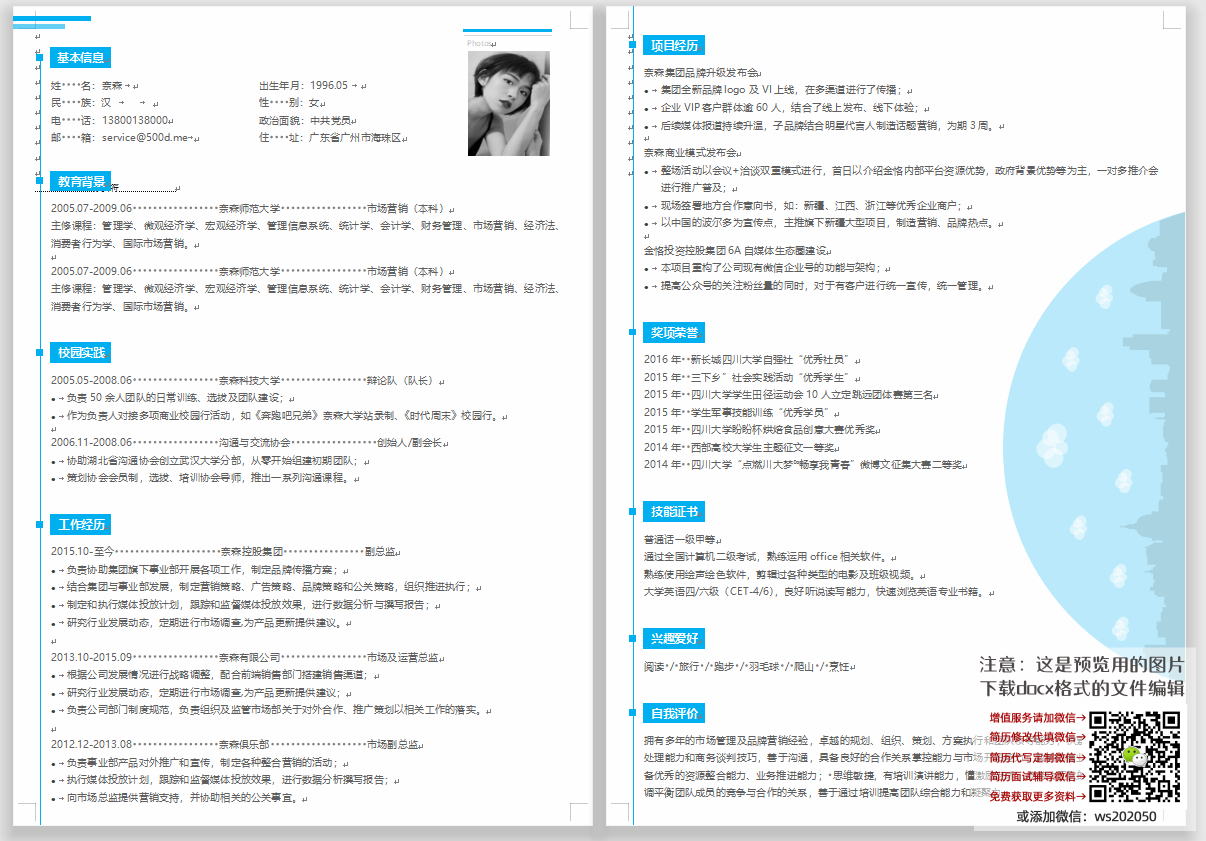 Photos
基本信息
姓····名：奈森 出生年月：1996.05
民····族：汉 性····别：女
电····话：13800138000 政治面貌：中共党员
邮····箱：service@500d.me 住····址：广东省广州市海珠区
教育背景
2005.07-2009.06··················奈森师范大学··················市场营销（本科）
主修课程：管理学、微观经济学、宏观经济学、管理信息系统、统计学、会计学、财务管理、市场营销、经济法、
消费者行为学、国际市场营销。
2005.07-2009.06··················奈森师范大学··················市场营销（本科）
主修课程：管理学、微观经济学、宏观经济学、管理信息系统、统计学、会计学、财务管理、市场营销、经济法、
消费者行为学、国际市场营销。
校园实践
2005.05-2008.06··················奈森科技大学··················辩论队（队长）
• 负责 50 余人团队的日常训练、选拔及团队建设；
• 作为负责人对接多项商业校园行活动，如《奔跑吧兄弟》奈森大学站录制、《时代周末》校园行。
2006.11-2008.06··················沟通与交流协会··················创始人/副会长
• 协助湖北省沟通协会创立武汉大学分部，从零开始组建初期团队；
• 策划协会会员制，选拔、培训协会导师，推出一系列沟通课程。
工作经历
2015.10-至今······················奈森控股集团·················副总监
• 负责协助集团旗下事业部开展各项工作，制定品牌传播方案；
• 结合集团与事业部发展，制定营销策略、广告策略、品牌策略和公关策略，组织推进执行；
• 制定和执行媒体投放计划，跟踪和监督媒体投放效果，进行数据分析与撰写报告；
• 研究行业发展动态，定期进行市场调查,为产品更新提供建议。
2013.10-2015.09··················奈森有限公司··················市场及运营总监
• 根据公司发展情况进行战略调整，配合前端销售部门搭建销售渠道；
• 研究行业发展动态，定期进行市场调查,为产品更新提供建议；
• 负责公司部门制度规范，负责组织及监管市场部关于对外合作、推广策划以相关工作的落实。
2012.12-2013.08··················奈森俱乐部····················市场副总监
• 负责事业部产品对外推广和宣传，制定各种整合营销的活动；
• 执行媒体投放计划，跟踪和监督媒体投放效果，进行数据分析撰写报告；
• 向市场总监提供营销支持，并协助相关的公关事宜。
项目经历
奈森集团品牌升级发布会
• 集团全新品牌 logo 及 VI 上线，在多渠道进行了传播；
• 企业 VIP 客户群体逾 60 人，结合了线上发布、线下体验；
• 后续媒体报道持续升温，子品牌结合明星代言人制造话题营销，为期 3 周。
奈森商业模式发布会
• 整场活动以会议+洽谈双重模式进行，首日以介绍金恪内部平台资源优势，政府背景优势等为主，一对多推介会
进行推广普及；
• 现场签署地方合作意向书，如：新疆、江西、浙江等优秀企业商户；
• 以中国的波尔多为宣传点，主推旗下新疆大型项目，制造营销、品牌热点。
金恪投资控股集团 6A 自媒体生态圈建设
• 本项目重构了公司现有微信企业号的功能与架构；
• 提高公众号的关注粉丝量的同时，对于有客户进行统一宣传，统一管理。
奖项荣誉
2016 年··新长城四川大学自强社“优秀社员”
2015 年··三下乡”社会实践活动“优秀学生”
2015 年··四川大学学生田径运动会 10 人立定跳远团体赛第三名
2015 年··学生军事技能训练“优秀学员”
2015 年··四川大学盼盼杯烘焙食品创意大赛优秀奖
2014 年··西部高校大学生主题征文一等奖
2014 年··四川大学“点燃川大梦°畅享我青春”微博文征集大赛二等奖
技能证书
普通话一级甲等
通过全国计算机二级考试，熟练运用 office 相关软件。
熟练使用绘声绘色软件，剪辑过各种类型的电影及班级视频。
大学英语四/六级（CET-4/6），良好听说读写能力，快速浏览英语专业书籍。
兴趣爱好
阅读·/·旅行·/·跑步·/·羽毛球·/·爬山·/·烹饪
自我评价
拥有多年的市场管理及品牌营销经验，卓越的规划、组织、策划、方案执行和
处理能力和商务谈判技巧，善于沟通，具备良好的合作关系掌控能力与市场开
备优秀的资源整合能力、业务推进能力；·思维敏捷，有培训演讲能力，懂激
调平衡团队成员的竞争与合作的关系，善于通过培训提高团队综合能力和凝聚
注意：这是预览用的图片
下载docx格式的文件编辑
增值服务请加微信→
简历修改代填微信→
简历代写定制微信→
简历面试辅导微信→
免费获取更多资料→
或添加微信：ws202050